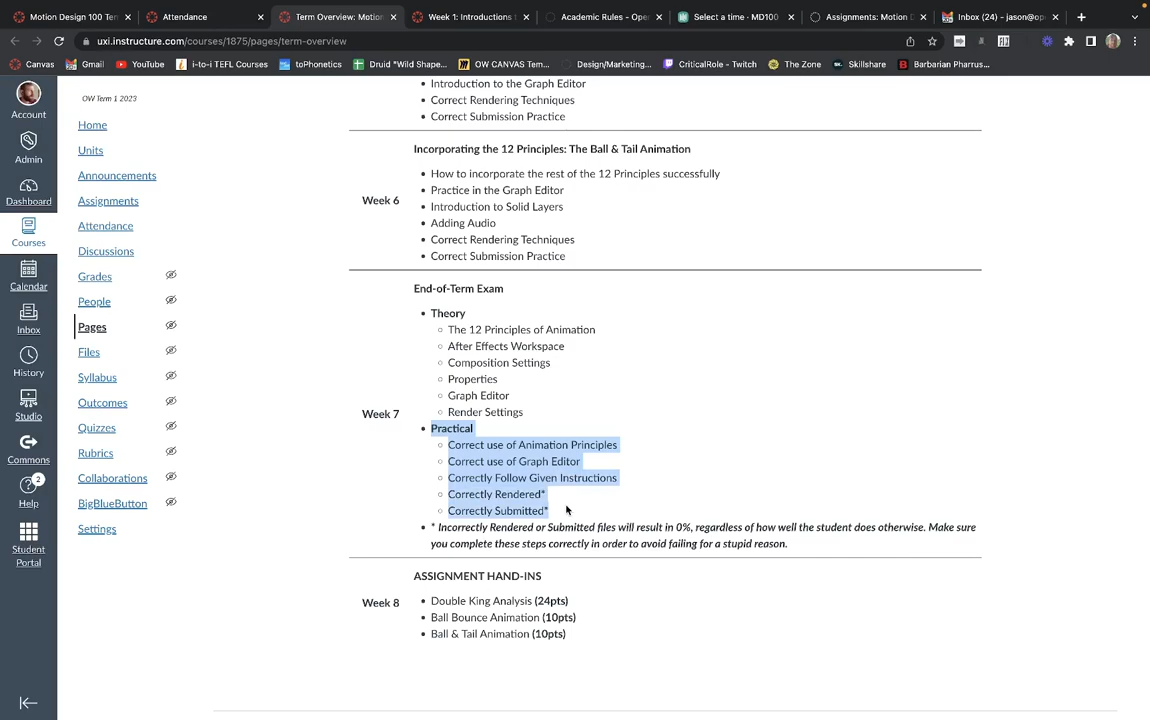 Motion Design 100 Ter
Attendance
Term Overview: Motion
Week 1: Introductions
Academic Rules - Oper
Select a time · MD100
Assignments: Motion D
Inbox (24) - jason@op
uxi.instructure.com/courses/1875/pages/term-overview
Canvas
Gmail
YouTube
i-to-i TEFL Courses
toPhonetics
Druid "Wild Shape...
OW CANVAS Tem...
Design/Marketing...
CriticalRole - Twitch
The Zone
Skillshare
Barbarian Pharrus...
Account
Admin
Dashboard
Courses
Calendar
Inbox
History
Studio
Commons
2
Help
Student
Portal
OW Term 1 2023
Home
Units
Announcements
Assignments
Attendance
Discussions
Grades
People
Pages
Files
Syllabus
Outcomes
Quizzes
Rubrics
Collaborations
BigBlueButton
Settings
• Introduction to the Graph Editor
• Correct Rendering Techniques
• Correct Submission Practice
Week 6
Incorporating the 12 Principles: The Ball & Tail Animation
• How to incorporate the rest of the 12 Principles successfully
• Practice in the Graph Editor
• Introduction to Solid Layers
• Adding Audio
• Correct Rendering Techniques
• Correct Submission Practice
Week 7
End-of-Term Exam
• Theory
○ The 12 Principles of Animation
○ After Effects Workspace
○ Composition Settings
○ Properties
○ Graph Editor
○ Render Settings
• Practical
○ Correct use of Animation Principles
○ Correct use of Graph Editor
○ Correctly Follow Given Instructions
○ Correctly Rendered*
○ Correctly Submitted*
• * Incorrectly Rendered or Submitted files will result in 0%, regardless of how well the student does otherwise. Make sure
you complete these steps correctly in order to avoid failing for a stupid reason.
Week 8
ASSIGNMENT HAND-INS
• Double King Analysis (24pts)
• Ball Bounce Animation (10pts)
• Ball & Tail Animation (10pts)